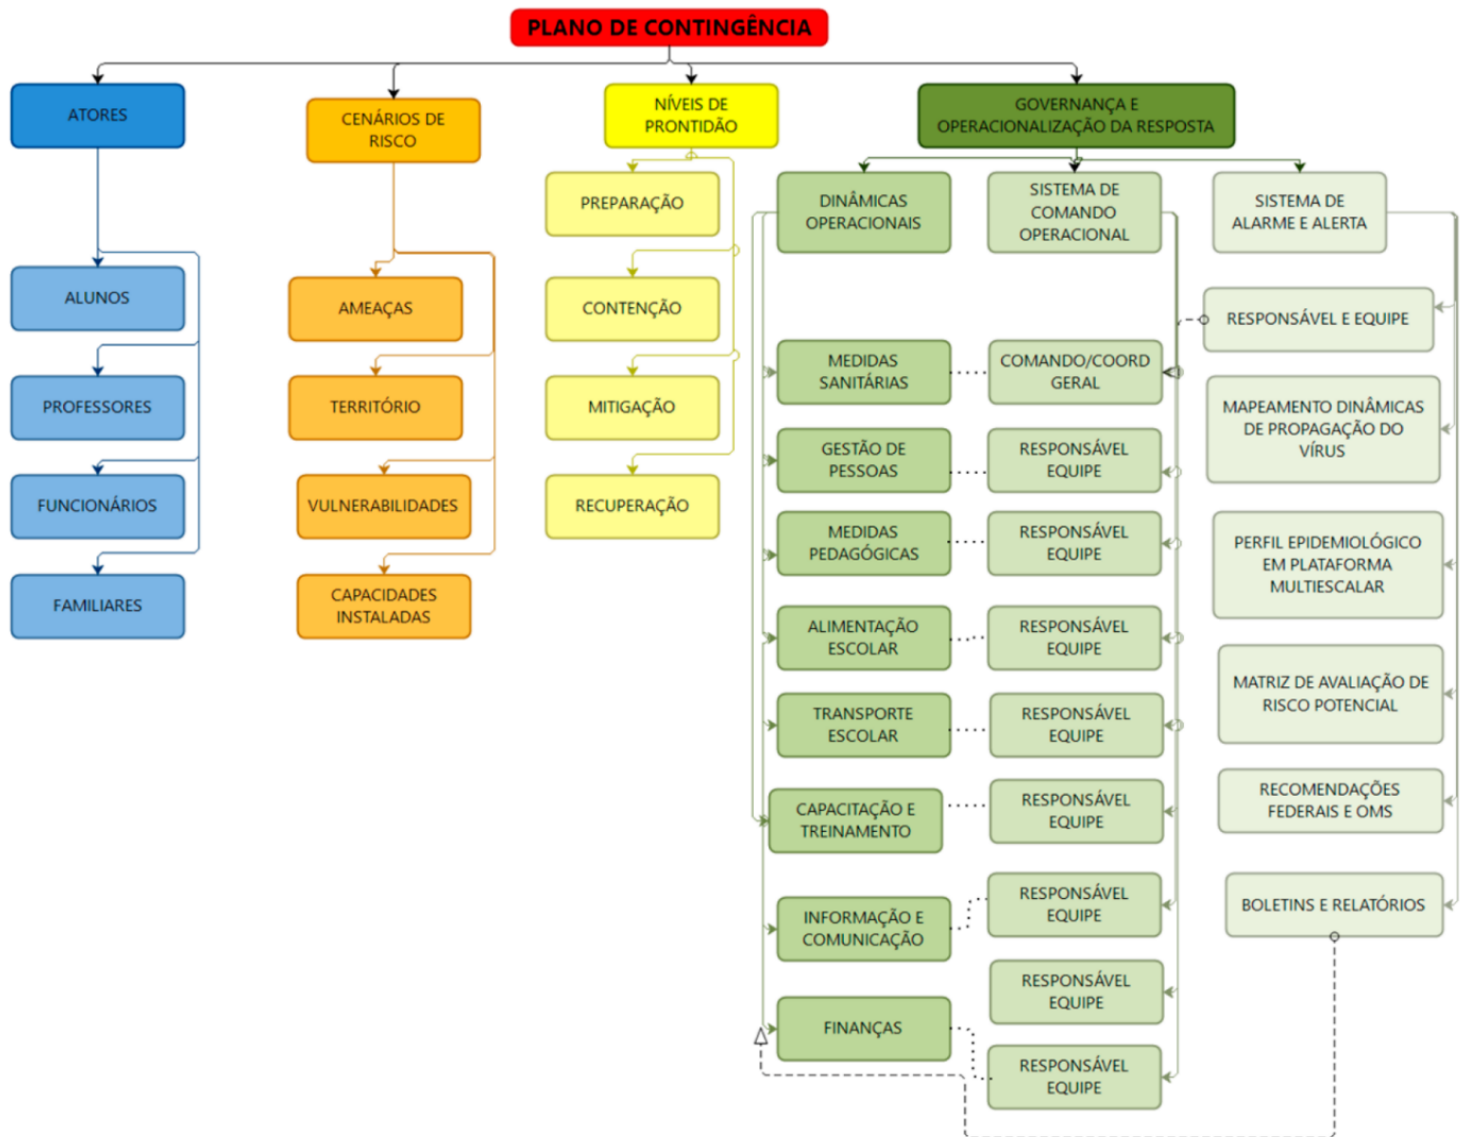 PLANO DE CONTINGÊNCIA
ATORES
ALUNOS
PROFESSORES
FUNCIONÁRIOS
FAMILIARES
CENÁRIOS DE
RISCO
AMEAÇAS
TERRITÓRIO
VULNERABILIDADES
CAPACIDADES
INSTALADAS
NÍVEIS DE
PRONTIDÃO
PREPARAÇÃO
CONTENÇÃO
MITIGAÇÃO
RECUPERAÇÃO
GOVERNANÇA E
OPERACIONALIZAÇÃO DA RESPOSTA
DINÂMICAS
OPERACIONAIS
MEDIDAS
SANITÁRIAS
GESTÃO DE
PESSOAS
MEDIDAS
PEDAGÓGICAS
ALIMENTAÇÃO
ESCOLAR
TRANSPORTE
ESCOLAR
CAPACITAÇÃO E
TREINAMENTO
INFORMAÇÃO E
COMUNICAÇÃO
FINANÇAS
SISTEMA DE
COMANDO
OPERACIONAL
COMANDO/COORD
GERAL
RESPONSÁVEL
EQUIPE
RESPONSÁVEL
EQUIPE
RESPONSÁVEL
EQUIPE
RESPONSÁVEL
EQUIPE
RESPONSÁVEL
EQUIPE
RESPONSÁVEL
EQUIPE
RESPONSÁVEL
EQUIPE
RESPONSÁVEL
EQUIPE
SISTEMA DE
ALARME E ALERTA
RESPONSÁVEL E EQUIPE
MAPEAMENTO DINÂMICAS
DE PROPAGAÇÃO DO
VÍRUS
PERFIL EPIDEMIOLÓGICO
EM PLATAFORMA
MULTIESCALAR
MATRIZ DE AVALIAÇÃO DE
RISCO POTENCIAL
RECOMENDAÇÕES
FEDERAIS E OMS
BOLETINS E RELATÓRIOS